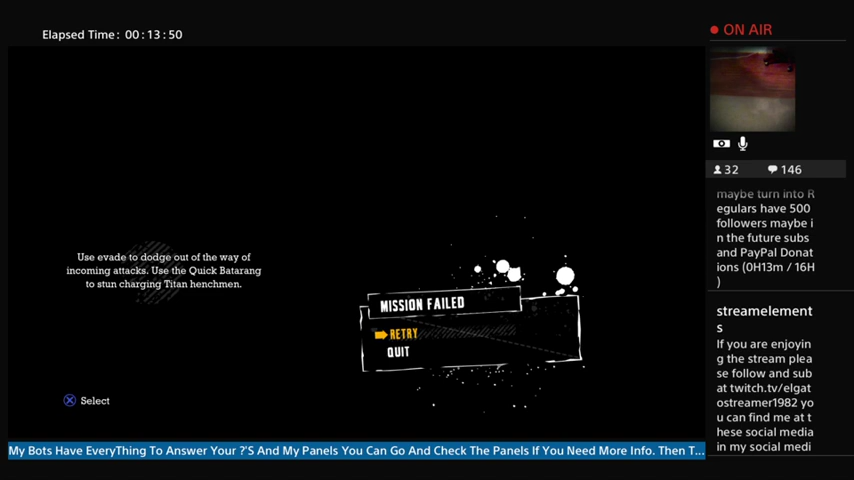 Elapsed Time: 00:13:50
ON AIR
32 146
maybe turn into R
egulars have 500
followers maybe i
n the future subs
and PayPal Donat
ions (0H13m / 16H
)
streamelement
s
If you are enjoyin
g the stream plea
se follow and sub
at twitch.tv/elgat
ostreamer1982 yo
u can find me at t
hese social media
in my social medi
Use evade to dodge out of the way of
incoming attacks. Use the Quick Batarang
to stun charging Titan henchmen.
MISSION FAILED
RETRY
QUIT
Select
My Bots Have EveryThing To Answer Your ?'S And My Panels You Can Go And Check The Panels If You Need More Info. Then T...